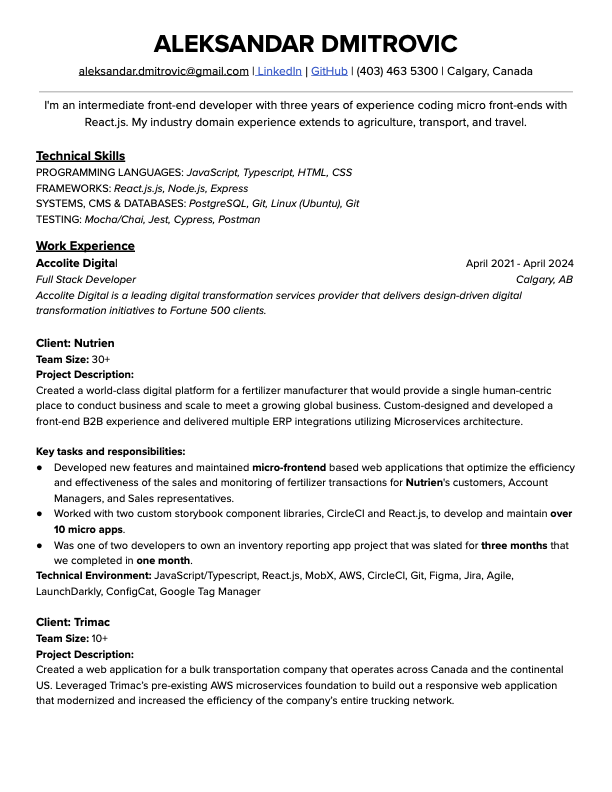 ALEKSANDAR DMITROVIC
aleksandar.dmitrovic@gmail.com | LinkedIn | GitHub | (403) 463 5300 | Calgary, Canada
I'm an intermediate front-end developer with three years of experience coding micro front-ends with
React.js. My industry domain experience extends to agriculture, transport, and travel.
Technical Skills
PROGRAMMING LANGUAGES: JavaScript, Typescript, HTML, CSS
FRAMEWORKS: React.js.js, Node.js, Express
SYSTEMS, CMS & DATABASES: PostgreSQL, Git, Linux (Ubuntu), Git
TESTING: Mocha/Chai, Jest, Cypress, Postman
Work Experience
Accolite Digital April 2021 - April 2024
Full Stack Developer Calgary, AB
Accolite Digital is a leading digital transformation services provider that delivers design-driven digital
transformation initiatives to Fortune 500 clients.
Client: Nutrien
Team Size: 30+
Project Description:
Created a world-class digital platform for a fertilizer manufacturer that would provide a single human-centric
place to conduct business and scale to meet a growing global business. Custom-designed and developed a
front-end B2B experience and delivered multiple ERP integrations utilizing Microservices architecture.
Key tasks and responsibilities:
● Developed new features and maintained micro-frontend based web applications that optimize the efficiency
and effectiveness of the sales and monitoring of fertilizer transactions for Nutrien's customers, Account
Managers, and Sales representatives.
● Worked with two custom storybook component libraries, CircleCI and React.js, to develop and maintain over
10 micro apps.
● Was one of two developers to own an inventory reporting app project that was slated for three months that
we completed in one month.
Technical Environment: JavaScript/Typescript, React.js, MobX, AWS, CircleCI, Git, Figma, Jira, Agile,
LaunchDarkly, ConfigCat, Google Tag Manager
Client: Trimac
Team Size: 10+
Project Description:
Created a web application for a bulk transportation company that operates across Canada and the continental
US. Leveraged Trimac's pre-existing AWS microservices foundation to build out a responsive web application
that modernized and increased the efficiency of the company's entire trucking network.